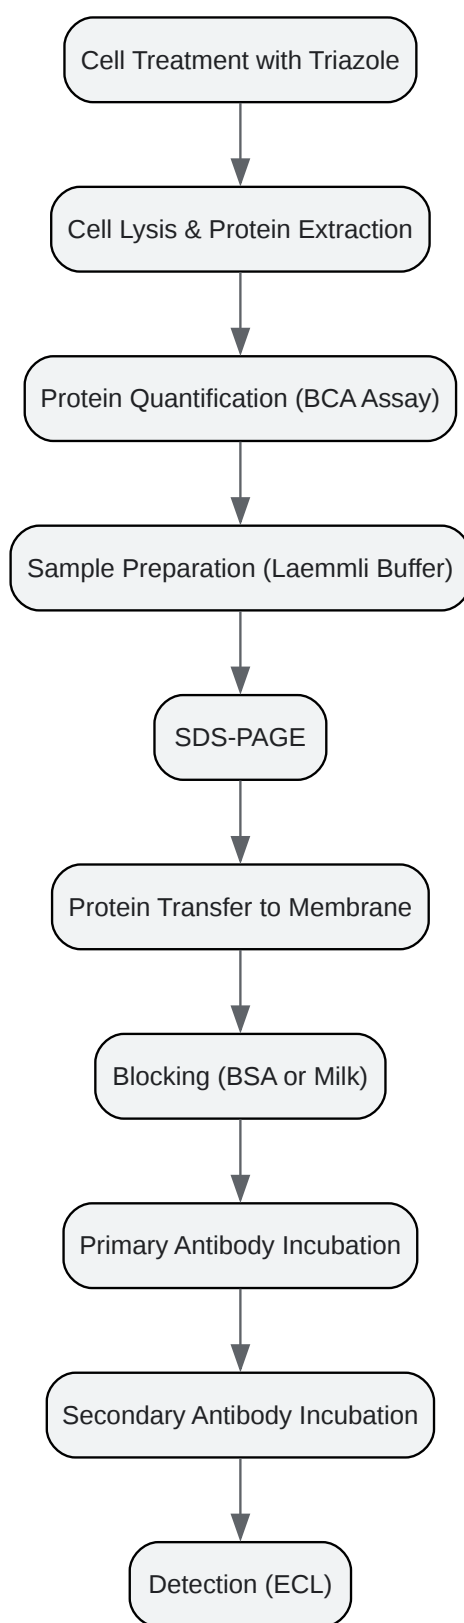 Cell Treatment with Triazole
Cell Lysis & Protein Extraction
Protein Quantification (BCA Assay)
Sample Preparation (Laemmli Buffer)
SDS-PAGE
Protein Transfer to Membrane
Blocking (BSA or Milk)
Primary Antibody Incubation
Secondary Antibody Incubation
Detection (ECL)